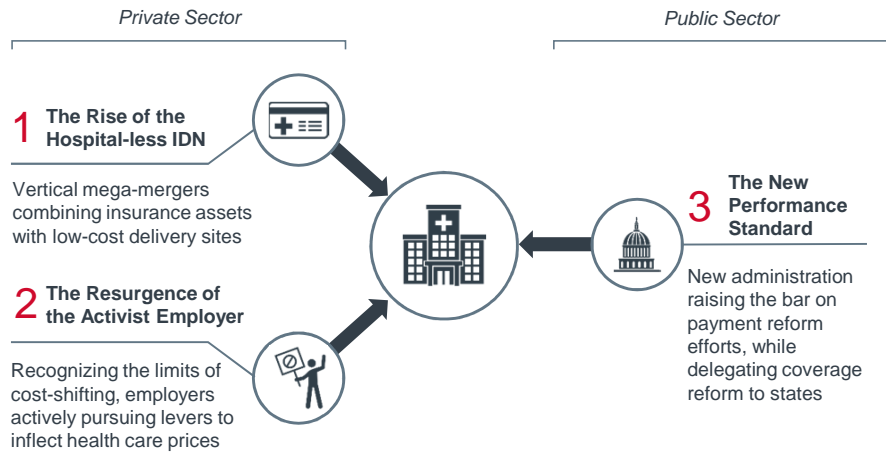 Private Sector
Public Sector
1
The Rise of the
Hospital-less IDN
Vertical mega-mergers
combining insurance assets
with low-cost delivery sites
2
The Resurgence of
the Activist Employer
Recognizing the limits of
cost-shifting, employers
actively pursuing levers to
inflect health care prices
3
The New
Performance
Standard
New administration
raising the bar on
payment reform
efforts, while
delegating coverage
reform to states